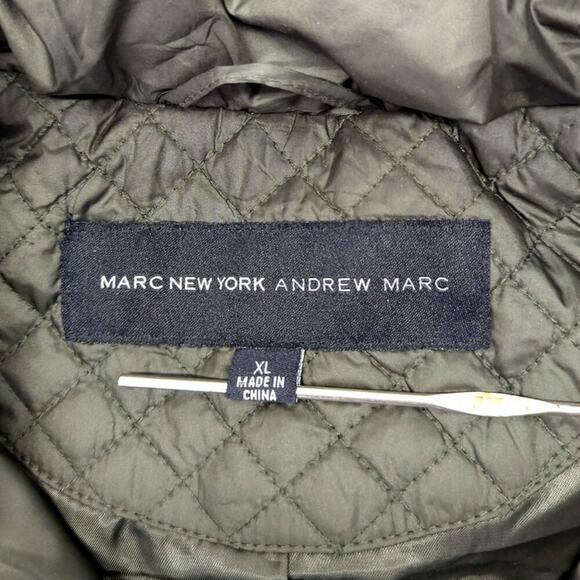 MARC NEW YORK ANDREW MARC
XL
MADE IN
CHINA